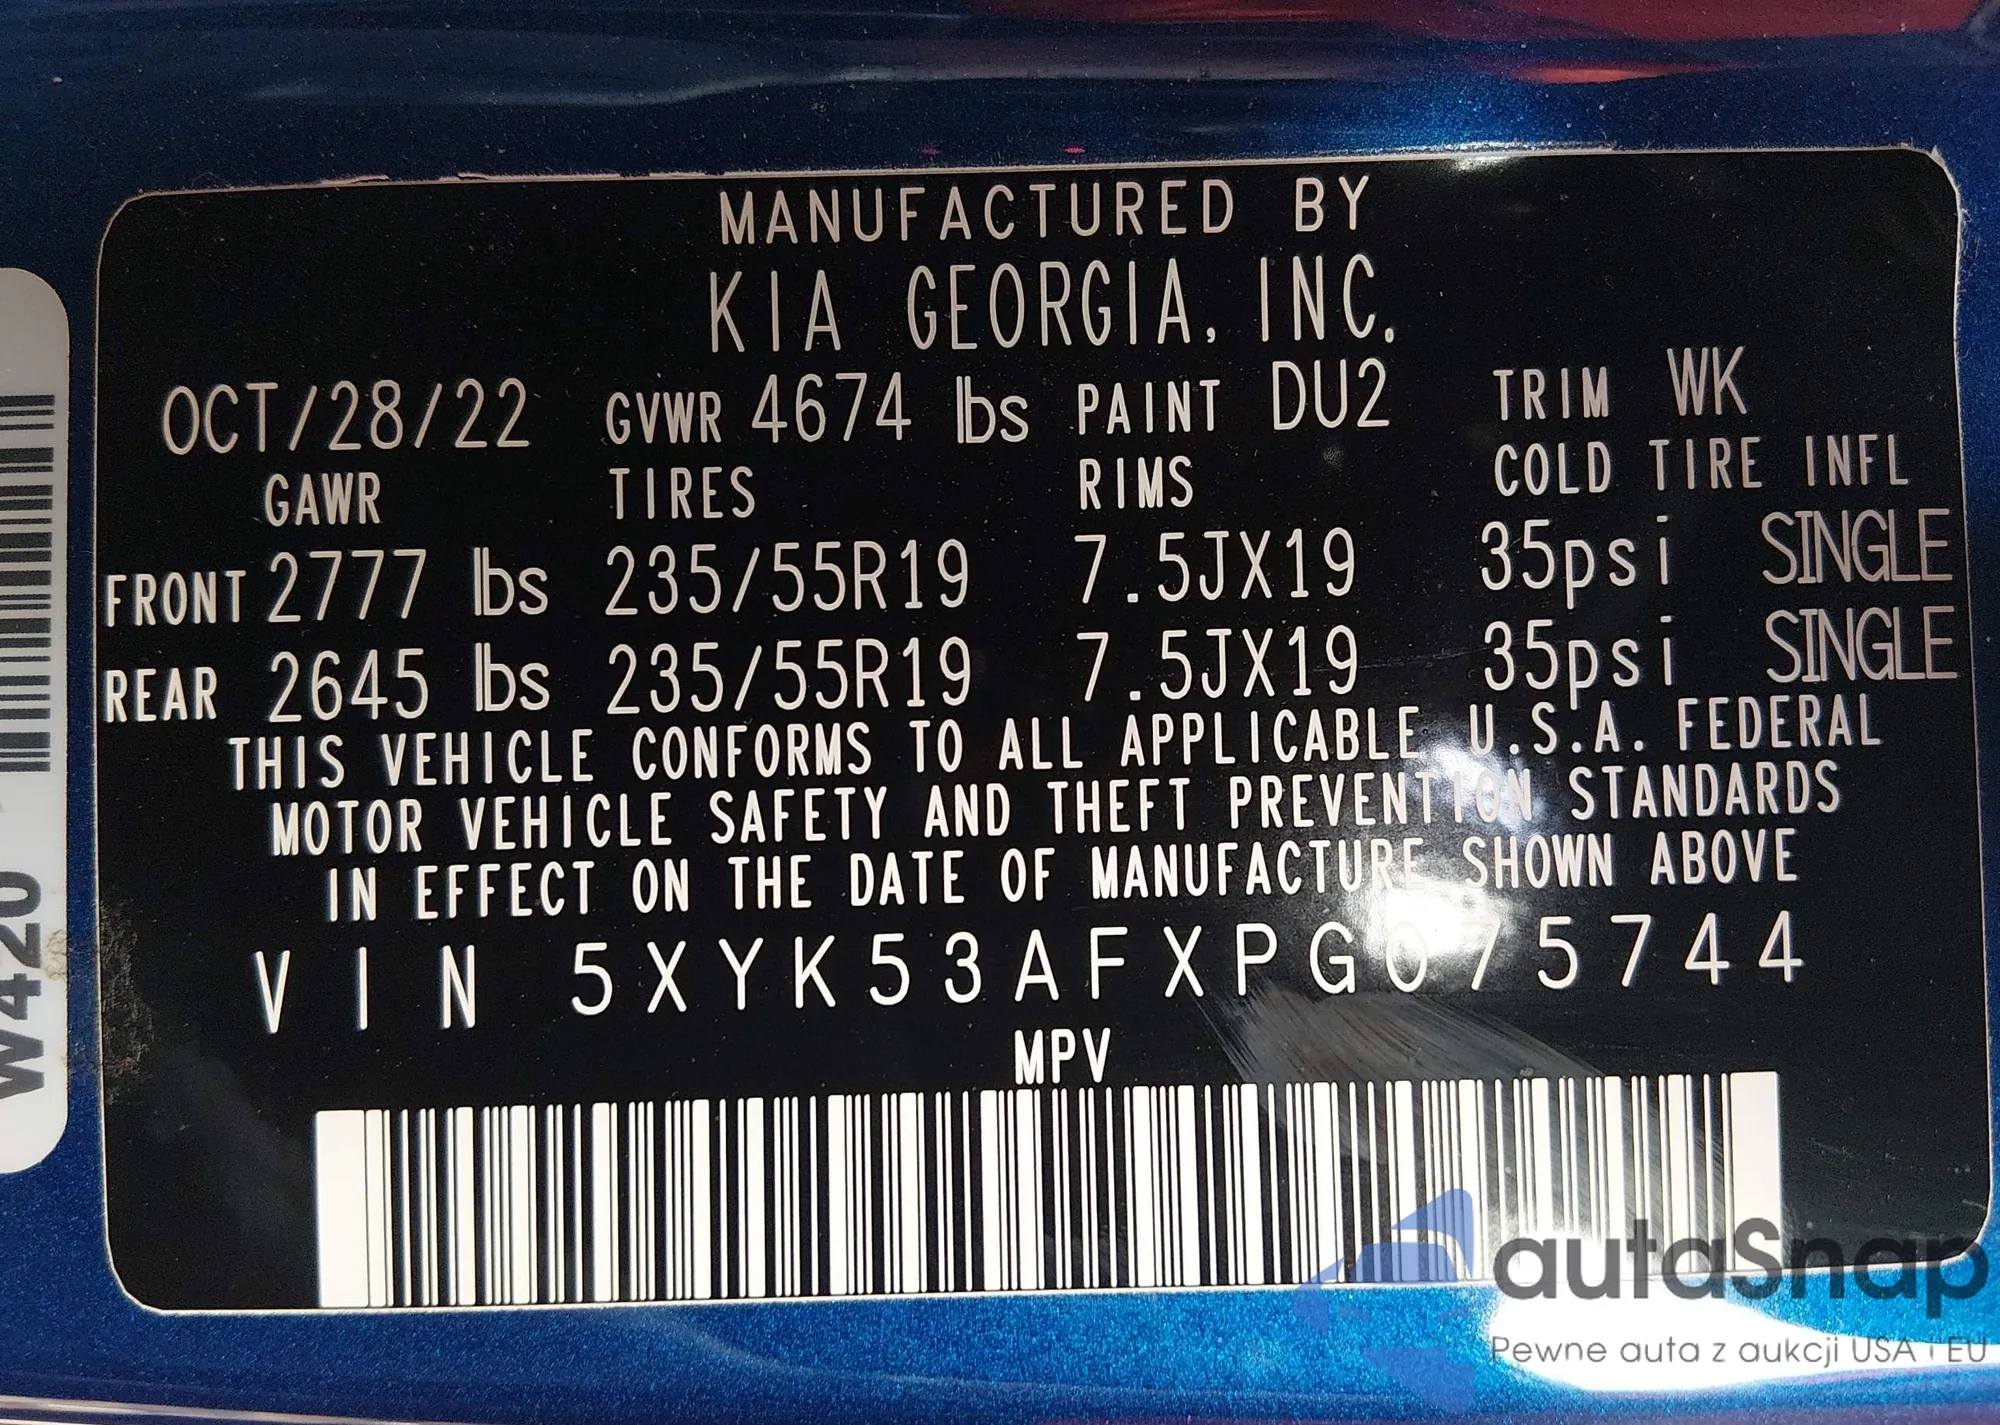 MANUFACTURED BY
KIA GEORGIA, INC.
OCT/28/22 GVWR 4674 lbs PAINT DU2 TRIM WK
GAWR TIRES RIMS COLD TIRE INFL
FRONT 2777 lbs 235/55R19 7.5JX19 35psi SINGLE
REAR 2645 lbs 235/55R19 7.5JX19 35psi SINGLE
THIS VEHICLE CONFORMS TO ALL APPLICABLE U.S.A. FEDERAL
MOTOR VEHICLE SAFETY AND THEFT PREVENTION STANDARDS
IN EFFECT ON THE DATE OF MANUFACTURE SHOWN ABOVE
VIN 5XYK53AFXPG075744
MPV
W420
autaSnap
Pewne auta z aukcji USA i EU